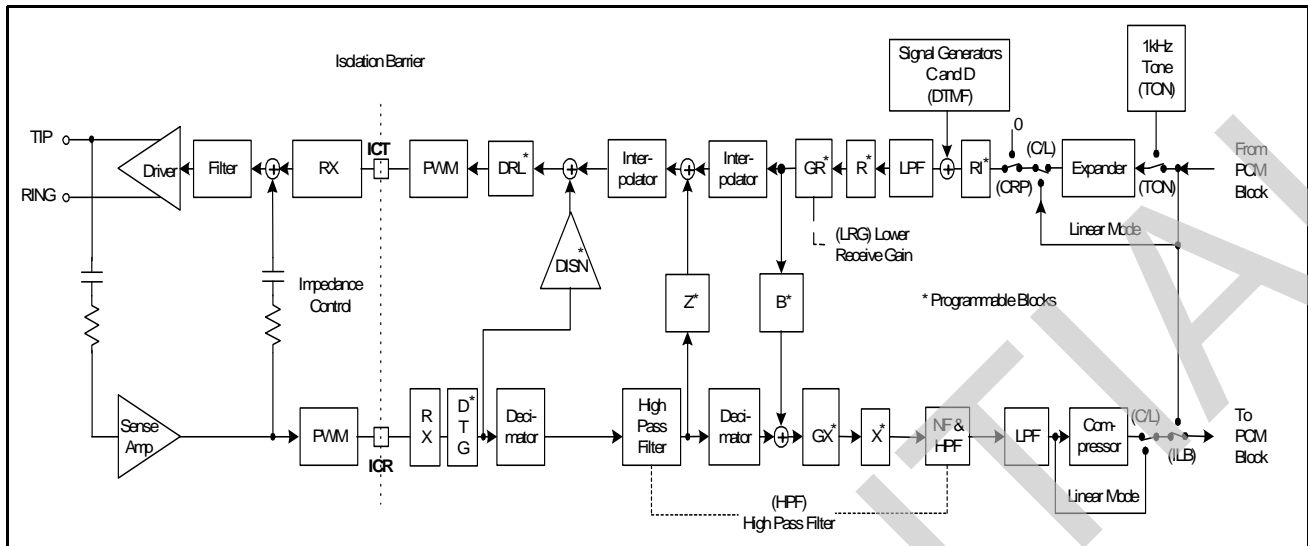 Isolation Barrier
Signal Generators
C and D
(DTMF)
1kHz
Tone
(TON)
TIP
RING
Driver
Filter
+
RX
ICT
PWM
DRL*
+
Inter-
polator
+
Inter-
polator
GR*
R*
LPF
+
RI*
0
(CRP)
(C/L)
Expander
(TON)
From
PCM
Block
Linear Mode
(LRG) Lower
Receive Gain
DISN*
Impedance
Control
Z*
B*
* Programmable Blocks
Sense
Amp
PWM
ICR
R
X
D*
T
G
Deci-
mator
High
Pass
Filter
Deci-
mator
+
GX*
X*
NF &
HPF
LPF
Com-
pressor
(C/L)
(ILB)
To
PCM
Block
Linear Mode
(HPF)
High Pass Filter
NTIAL